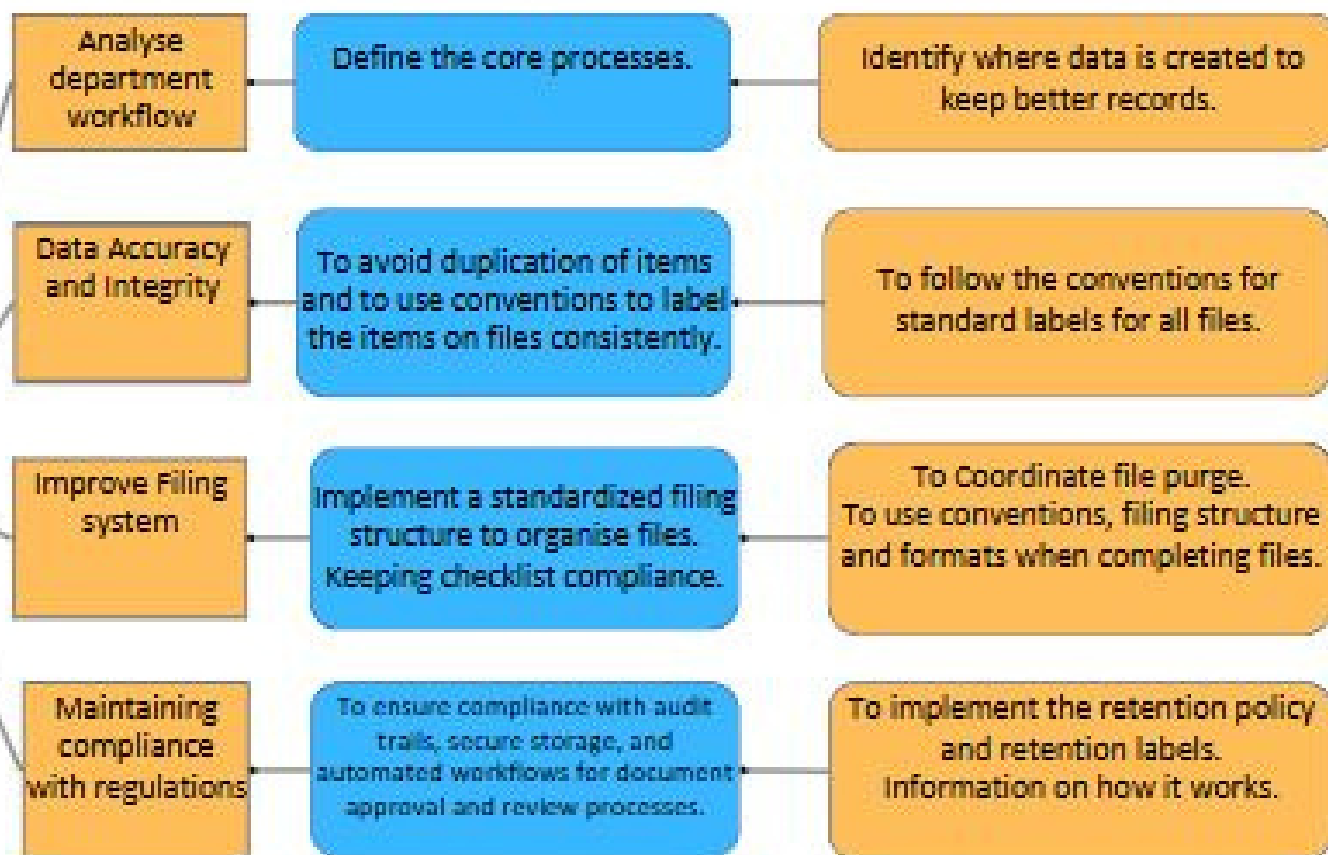 Analyse
department
workflow
Define the core processes.
Identify where data is created to
keep better records.
Data Accuracy
and Integrity
To avoid duplication of items
and to use conventions to label
the items on files consistently.
To follow the conventions for
standard labels for all files.
Improve Filing
system
Implement a standardized filing
structure to organise files.
Keeping checklist compliance.
To Coordinate file purge.
To use conventions, filing structure
and formats when completing files.
Maintaining
compliance
with regulations
To ensure compliance with audit
trails, secure storage, and
automated workflows for document
approval and review processes.
To implement the retention policy
and retention labels.
Information on how it works.